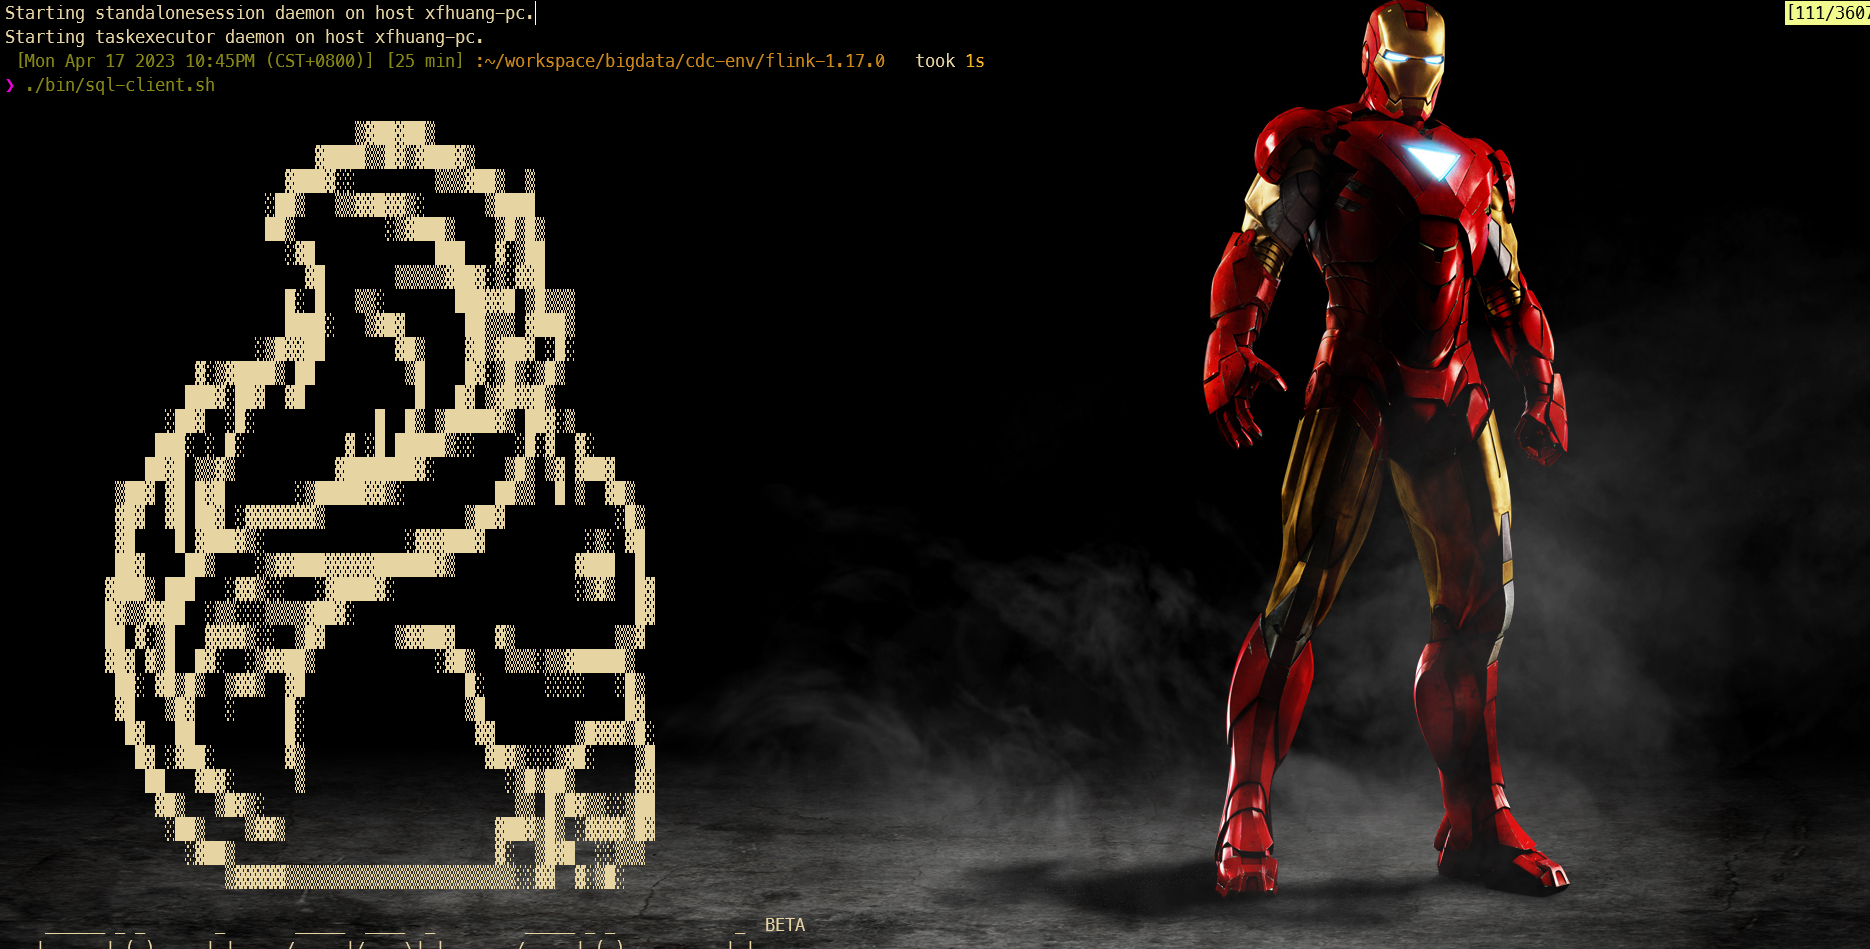 Starting standalonesession daemon on host xfhuang-pc.
[111/3607
Starting taskexecutor daemon on host xfhuang-pc.
[Mon Apr 17 2023 10:45PM (CST+0800)] [25 min] :~/workspace/bigdata/cdc-env/flink-1.17.0 took 1s
❯ ./bin/sql-client.sh
BETA